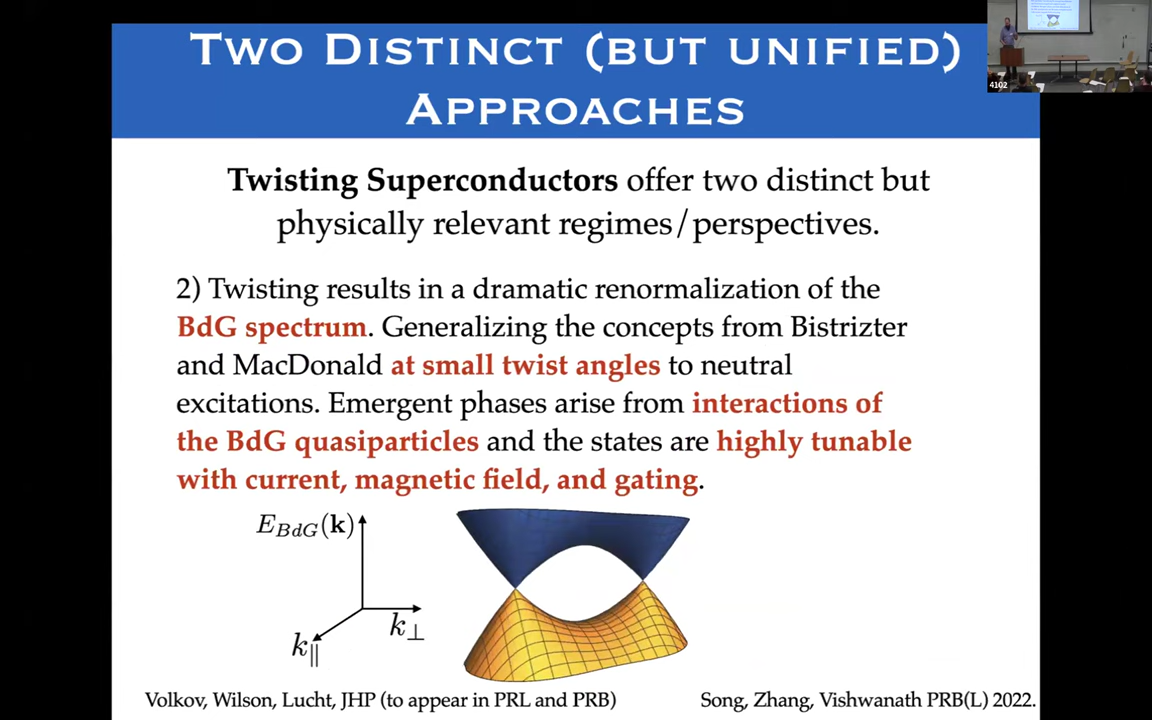 TWO DISTINCT (BUT UNIFIED)
APPROACHES
Twisting Superconductors offer two distinct but
physically relevant regimes/perspectives.
2) Twisting results in a dramatic renormalization of the
BdG spectrum. Generalizing the concepts from Bistrizter
and MacDonald at small twist angles to neutral
excitations. Emergent phases arise from interactions of
the BdG quasiparticles and the states are highly tunable
with current, magnetic field, and gating.
E_{BdG}(k)
k_⊥
k_∥
Volkov, Wilson, Lucht, JHP (to appear in PRL and PRB)
Song, Zhang, Vishwanath PRB(L) 2022.
4102